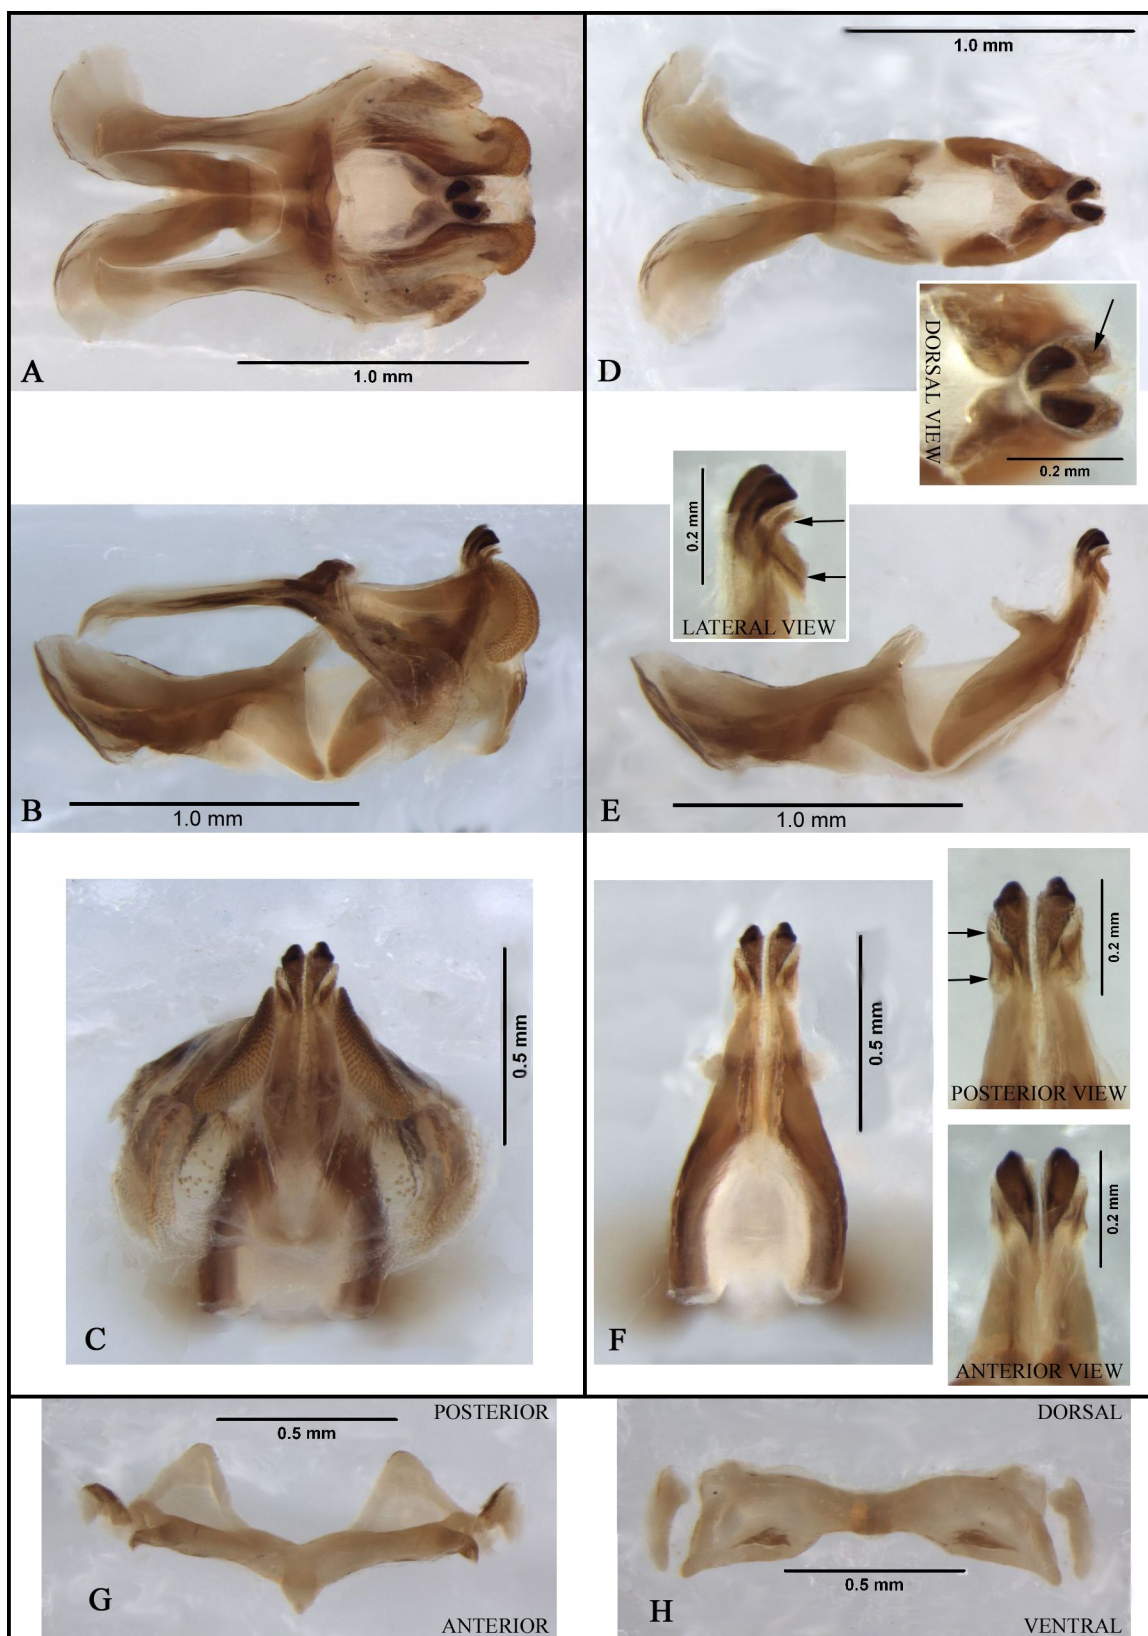 A
1.0 mm
1.0 mm
D
DORSAL VIEW
0.2 mm
B
1.0 mm
0.2 mm
LATERAL VIEW
E
1.0 mm
C
0.5 mm
F
0.5 mm
0.2 mm
POSTERIOR VIEW
0.2 mm
ANTERIOR VIEW
POSTERIOR
0.5 mm
G
ANTERIOR
DORSAL
0.5 mm
H
VENTRAL